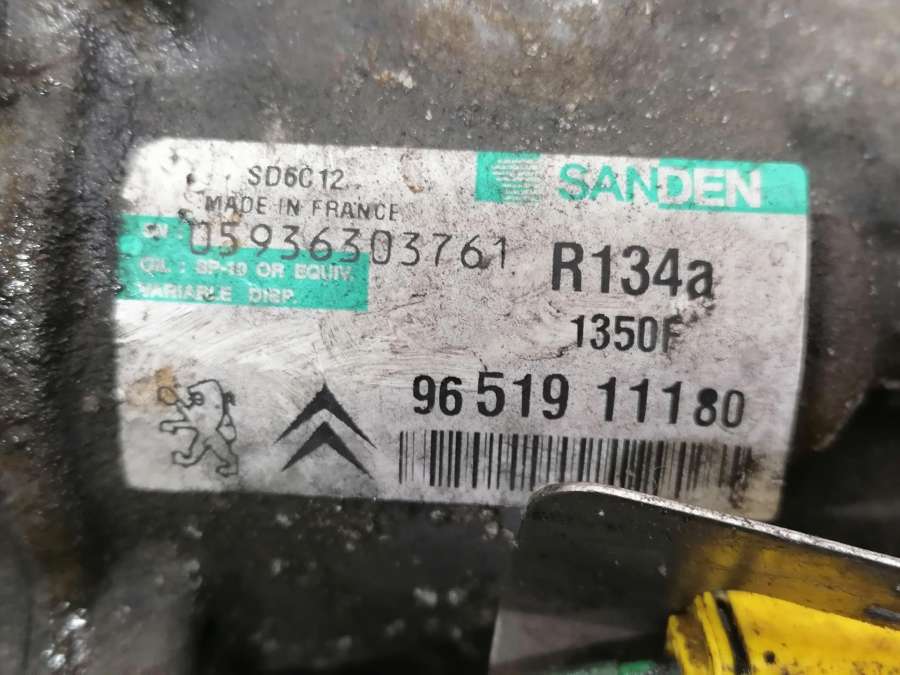 SD6C12
SANDEN
MADE IN FRANCE
05936303761
OIL : SP-10 OR EQUIV.
VARIABLE DISP.
R134a
1350F
96 519 11180